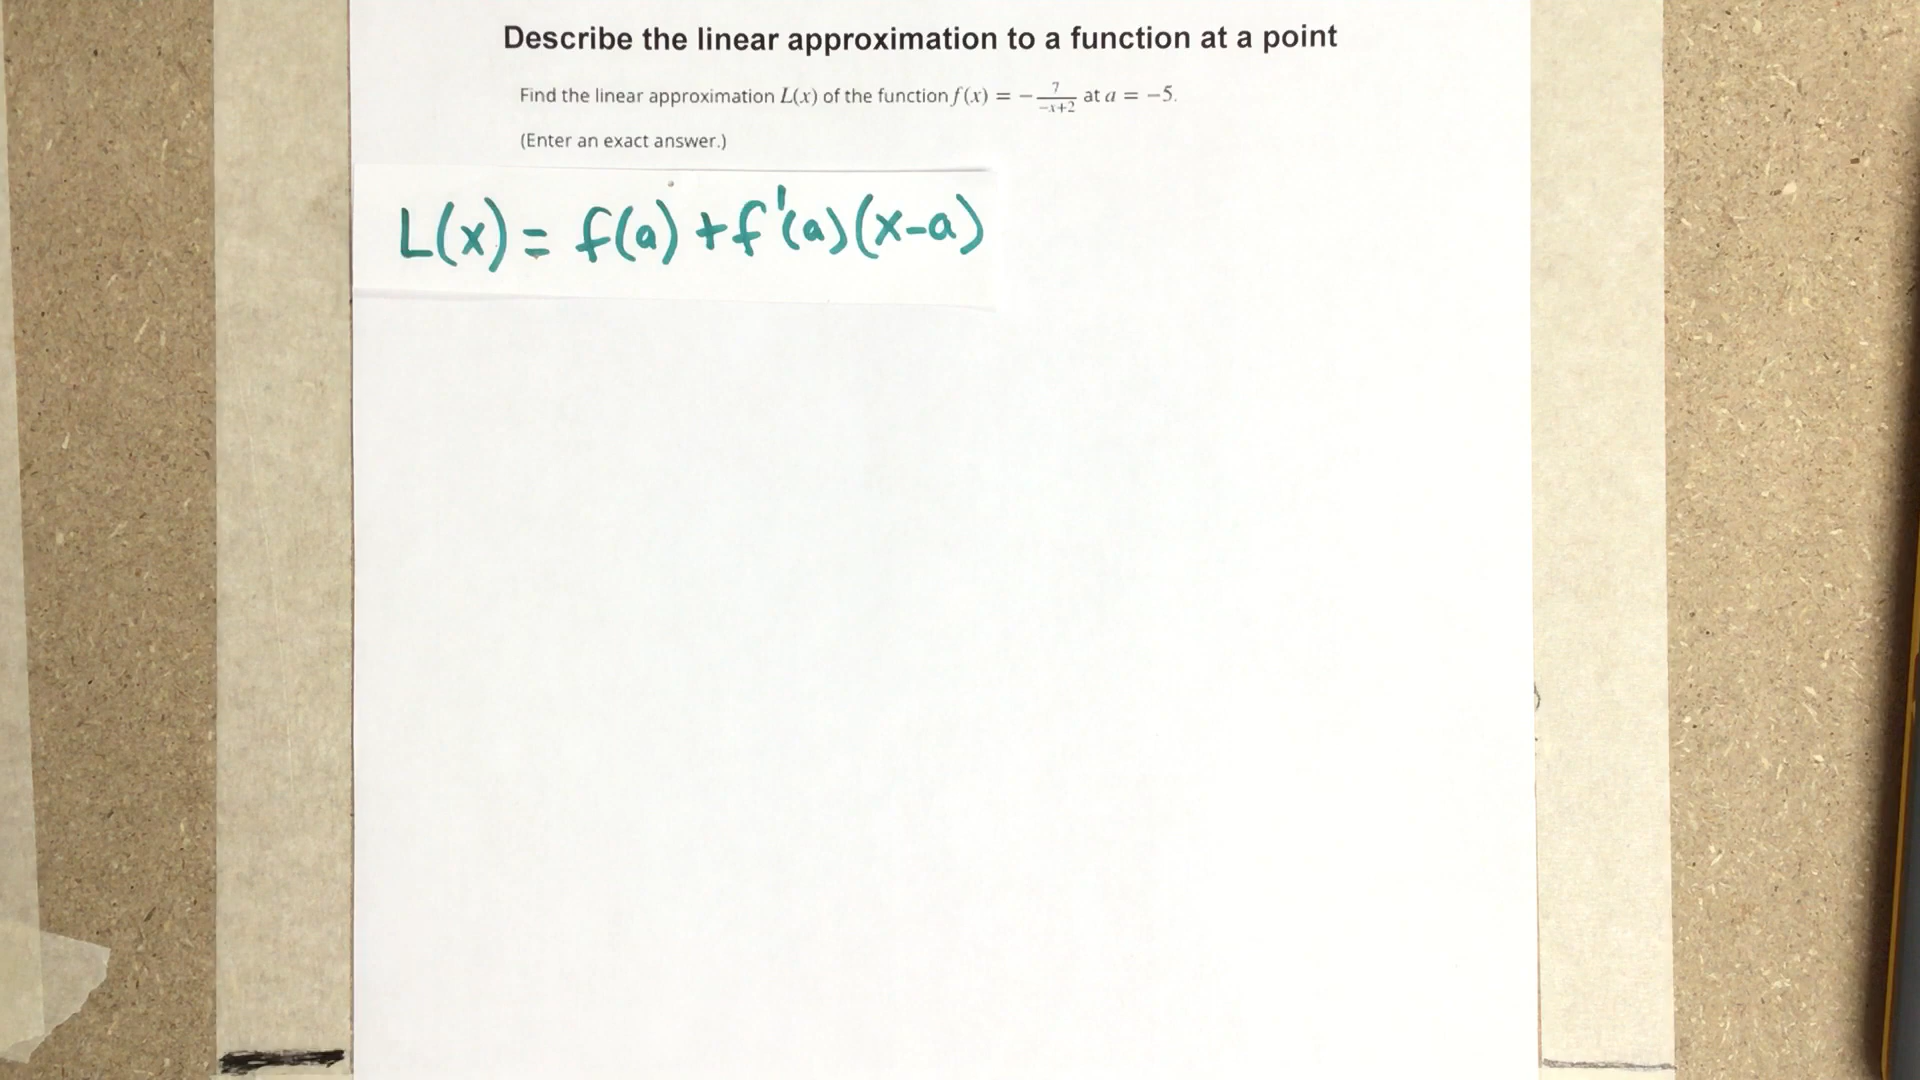 Describe the linear approximation to a function at a point
Find the linear approximation L(x) of the function f(x) = −7/(−x+2) at a = −5.
(Enter an exact answer.)
L(x) = f(a) + f'(a)(x-a)